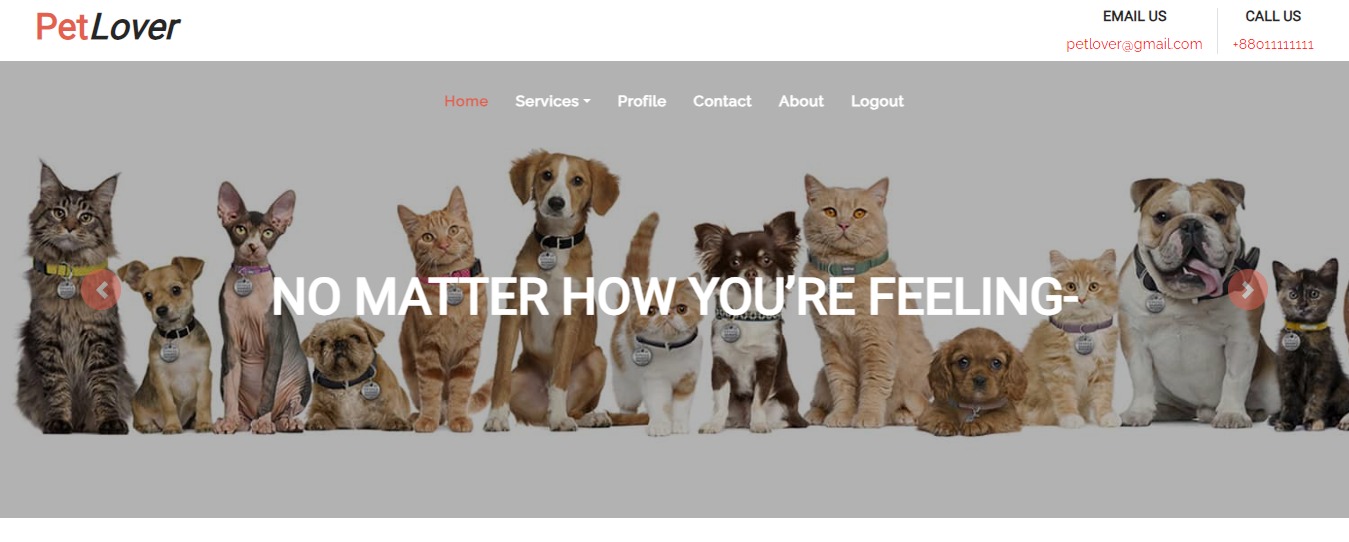 PetLover
EMAIL US
petlover@gmail.com
CALL US
+88011111111
Home Services Profile Contact About Logout
NO MATTER HOW YOU'RE FEELING-